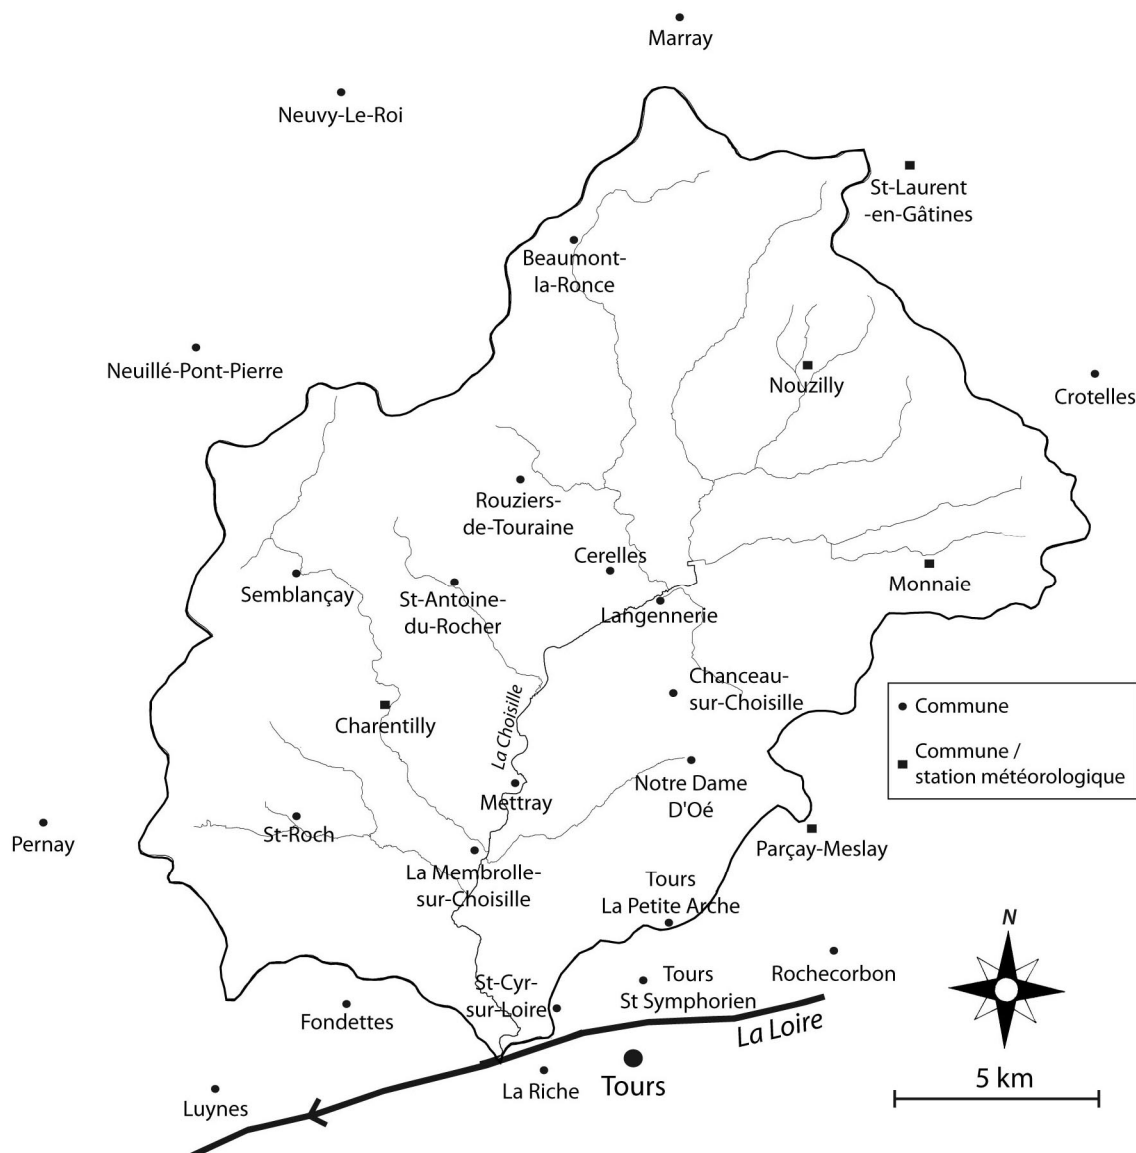 Marray
Neuvy-Le-Roi
St-Laurent
-en-Gâtines
Beaumont-
la-Ronce
Neuillé-Pont-Pierre
Nouzilly
Crotelles
Rouziers-
de-Touraine
Cerelles
Semblançay
St-Antoine-
du-Rocher
Langennerie
Monnaie
Chanceau-
sur-Choisille
La Choisille
Charentilly
Commune
Commune /
station météorologique
Mettray
Notre Dame
D'Oé
Pernay
St-Roch
Parçay-Meslay
La Membrolle-
sur-Choisille
Tours
La Petite Arche
N
St-Cyr-
sur-Loire
Tours
St Symphorien
Rochecorbon
Fondettes
La Loire
5 km
Luynes
La Riche
Tours